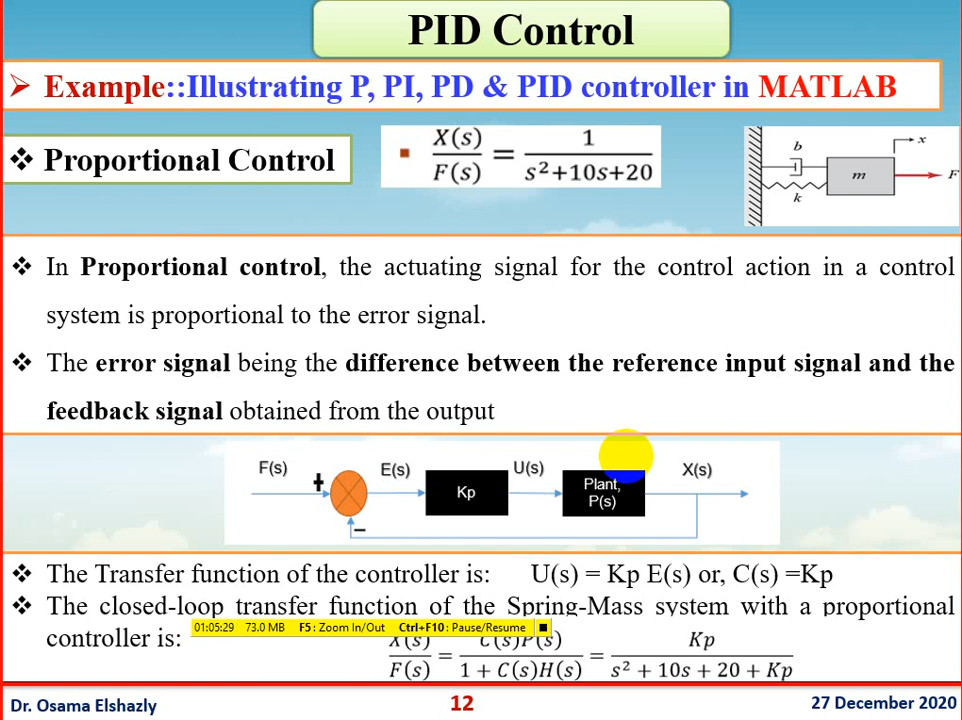 PID Control
➢ Example::Illustrating P, PI, PD & PID controller in MATLAB
❖ Proportional Control
▪ X(s)/F(s) = 1/(s²+10s+20)
b
x
m
F
k
❖ In Proportional control, the actuating signal for the control action in a control
system is proportional to the error signal.
❖ The error signal being the difference between the reference input signal and the
feedback signal obtained from the output
F(s) + E(s) Kp U(s) Plant, P(s) X(s)
−
❖ The Transfer function of the controller is: U(s) = Kp E(s) or, C(s) =Kp
❖ The closed-loop transfer function of the Spring-Mass system with a proportional
controller is:
01:05:29 73.0 MB F5: Zoom In/Out Ctrl+F10: Pause/Resume
X(s)/F(s) = C(s)P(s)/(1 + C(s)H(s)) = Kp/(s² + 10s + 20 + Kp)
Dr. Osama Elshazly 12 27 December 2020